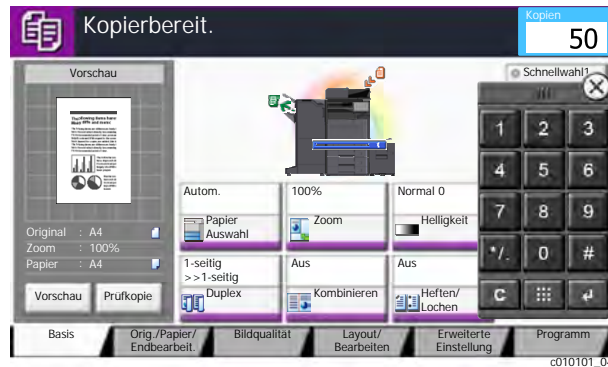 Kopierbereit.
Kopien
50
Vorschau
Schnellwahl1
Original : A4
Zoom : 100%
Papier : A4
Vorschau
Prüfkopie
Autom.
Papier
Auswahl
100%
Zoom
Normal 0
Helligkeit
1-seitig
>>1-seitig
Duplex
Aus
Kombinieren
Aus
Heften/
Lochen
1 2 3
4 5 6
7 8 9
*/. 0 #
C
Basis
Orig./Papier/
Endbearbeit.
Bildqualität
Layout/
Bearbeiten
Erweiterte
Einstellung
Programm